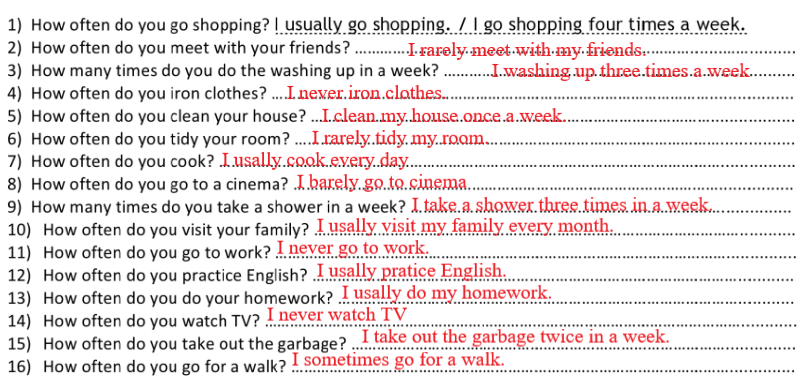 1) How often do you go shopping? I usually go shopping. / I go shopping four times a week.
2) How often do you meet with your friends? ............I rarely meet with my friends.
3) How many times do you do the washing up in a week? ..........I washing up three times a week..........
4) How often do you iron clothes? ...I never iron clothes.
5) How often do you clean your house? ...I clean my house once a week.
6) How often do you tidy your room? ....I rarely tidy my room.
7) How often do you cook? I usally cook every day
8) How often do you go to a cinema? .I barely go to cinema
9) How many times do you take a shower in a week? I take a shower three times in a week.
10) How often do you visit your family? I usally visit my family every month.
11) How often do you go to work? I never go to work.
12) How often do you practice English? I usally pratice English.
13) How often do you do your homework? I usally do my homework.
14) How often do you watch TV? I never watch TV
15) How often do you take out the garbage? I take out the garbage twice in a week.
16) How often do you go for a walk? I sometimes go for a walk.